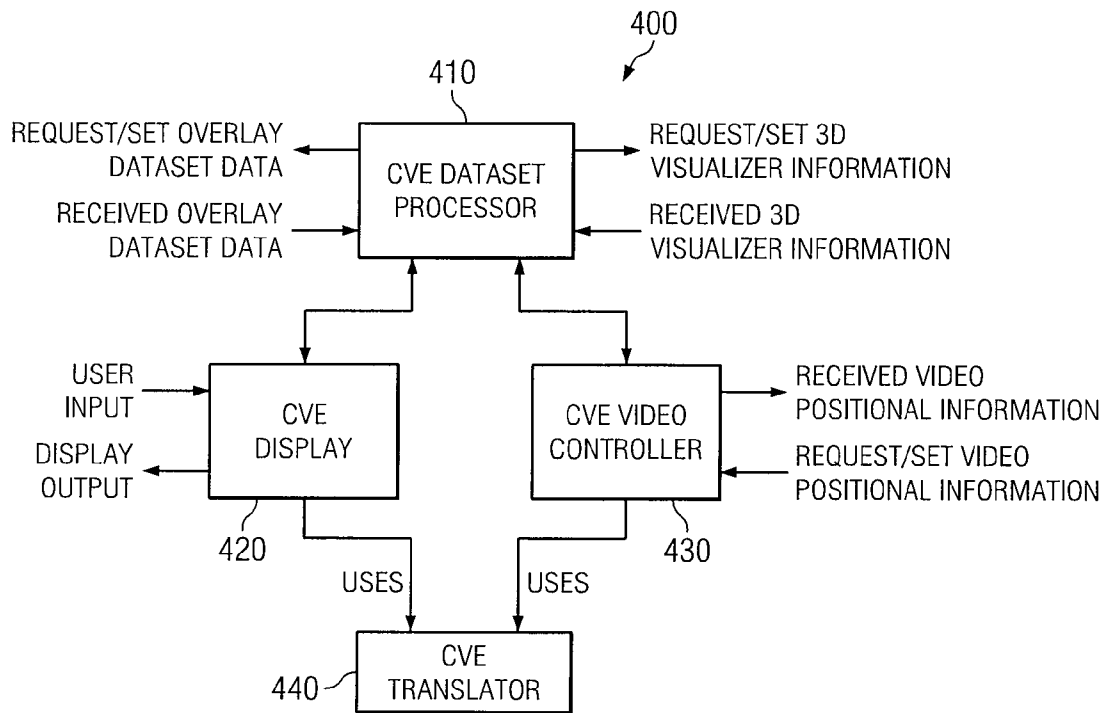 400
410
REQUEST/SET OVERLAY
DATASET DATA
RECEIVED OVERLAY
DATASET DATA
CVE DATASET
PROCESSOR
REQUEST/SET 3D
VISUALIZER INFORMATION
RECEIVED 3D
VISUALIZER INFORMATION
USER
INPUT
DISPLAY
OUTPUT
CVE
DISPLAY
420
CVE VIDEO
CONTROLLER
430
RECEIVED VIDEO
POSITIONAL INFORMATION
REQUEST/SET VIDEO
POSITIONAL INFORMATION
USES
USES
CVE
TRANSLATOR
440